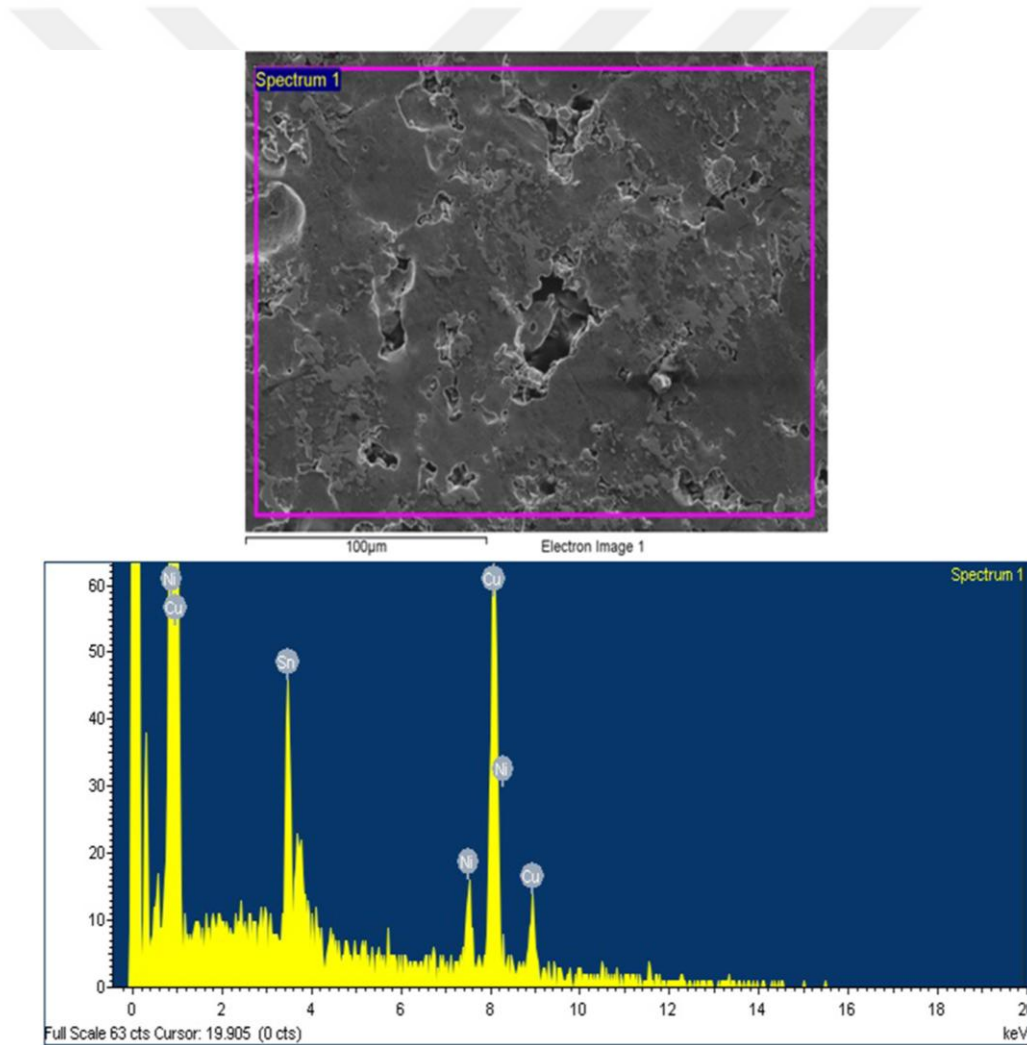 Spectrum 1
100µm Electron Image 1
Spectrum 1
60
50
40
30
20
10
0
Ni
Cu
Sn
Ni
Cu
Ni
Cu
0 2 4 6 8 10 12 14 16 18 20
Full Scale 63 cts Cursor: 19.905 (0 cts) keV